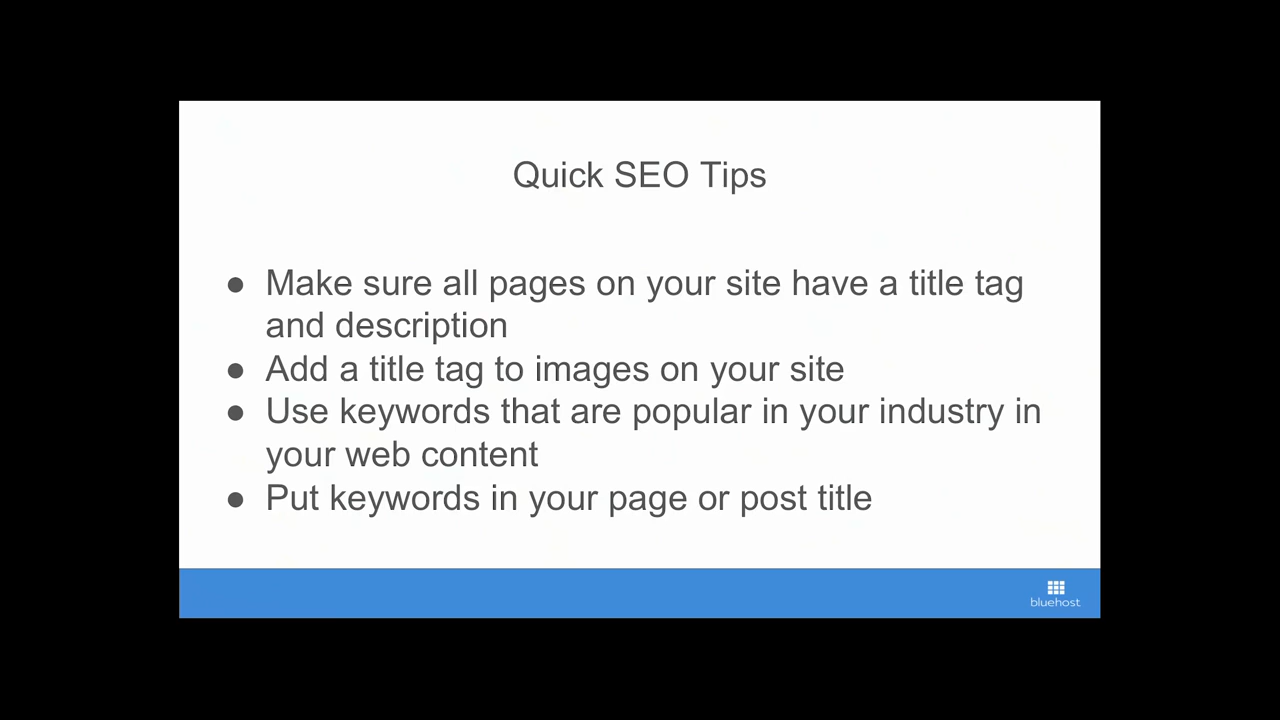 Quick SEO Tips
● Make sure all pages on your site have a title tag
and description
● Add a title tag to images on your site
● Use keywords that are popular in your industry in
your web content
● Put keywords in your page or post title
bluehost